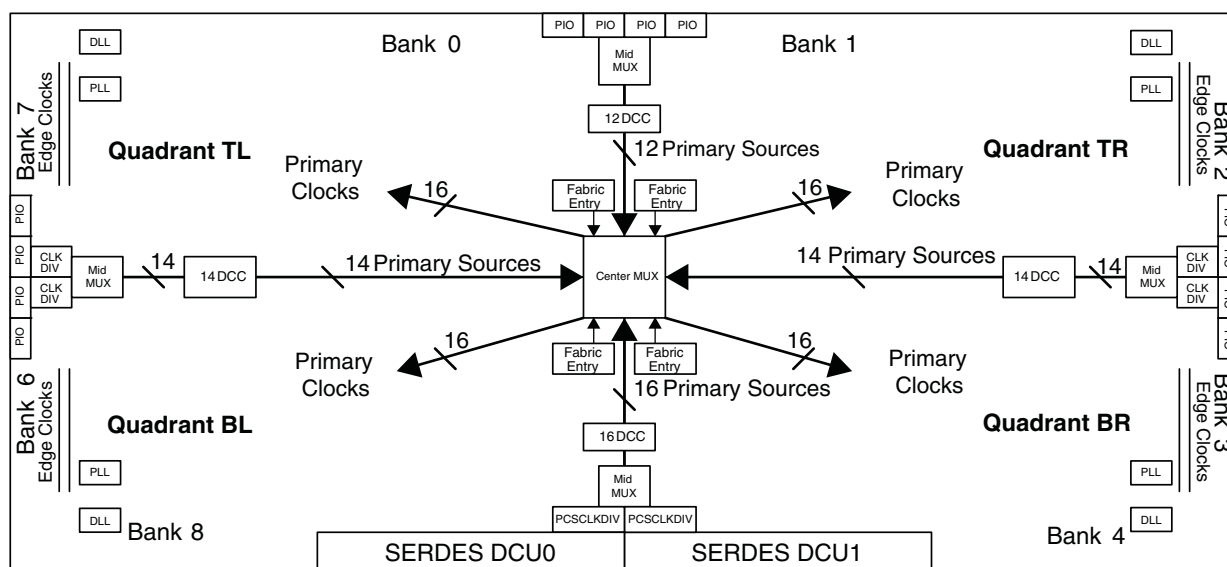 PIO PIO PIO PIO
DLL
Bank 0
Bank 1
DLL
Mid
MUX
PLL
PLL
Bank 7
Edge Clocks
Bank 2
Edge Clocks
12 DCC
Quadrant TL
12 Primary Sources
Quadrant TR
Primary
Clocks
16
Fabric
Entry
Fabric
Entry
16
Primary
Clocks
PIO
PIO
PIO
PIO
CLK
DIV
CLK
DIV
Mid
MUX
14
14 DCC
14 Primary Sources
Center MUX
14 Primary Sources
14 DCC
14
Mid
MUX
CLK
DIV
CLK
DIV
Primary
Clocks
16
Fabric
Entry
Fabric
Entry
16
Primary
Clocks
16 Primary Sources
Bank 6
Edge Clocks
Bank 3
Edge Clocks
Quadrant BL
16 DCC
Quadrant BR
PLL
PLL
Mid
MUX
DLL
Bank 8
PCSCLKDIV PCSCLKDIV
Bank 4
DLL
SERDES DCU0
SERDES DCU1